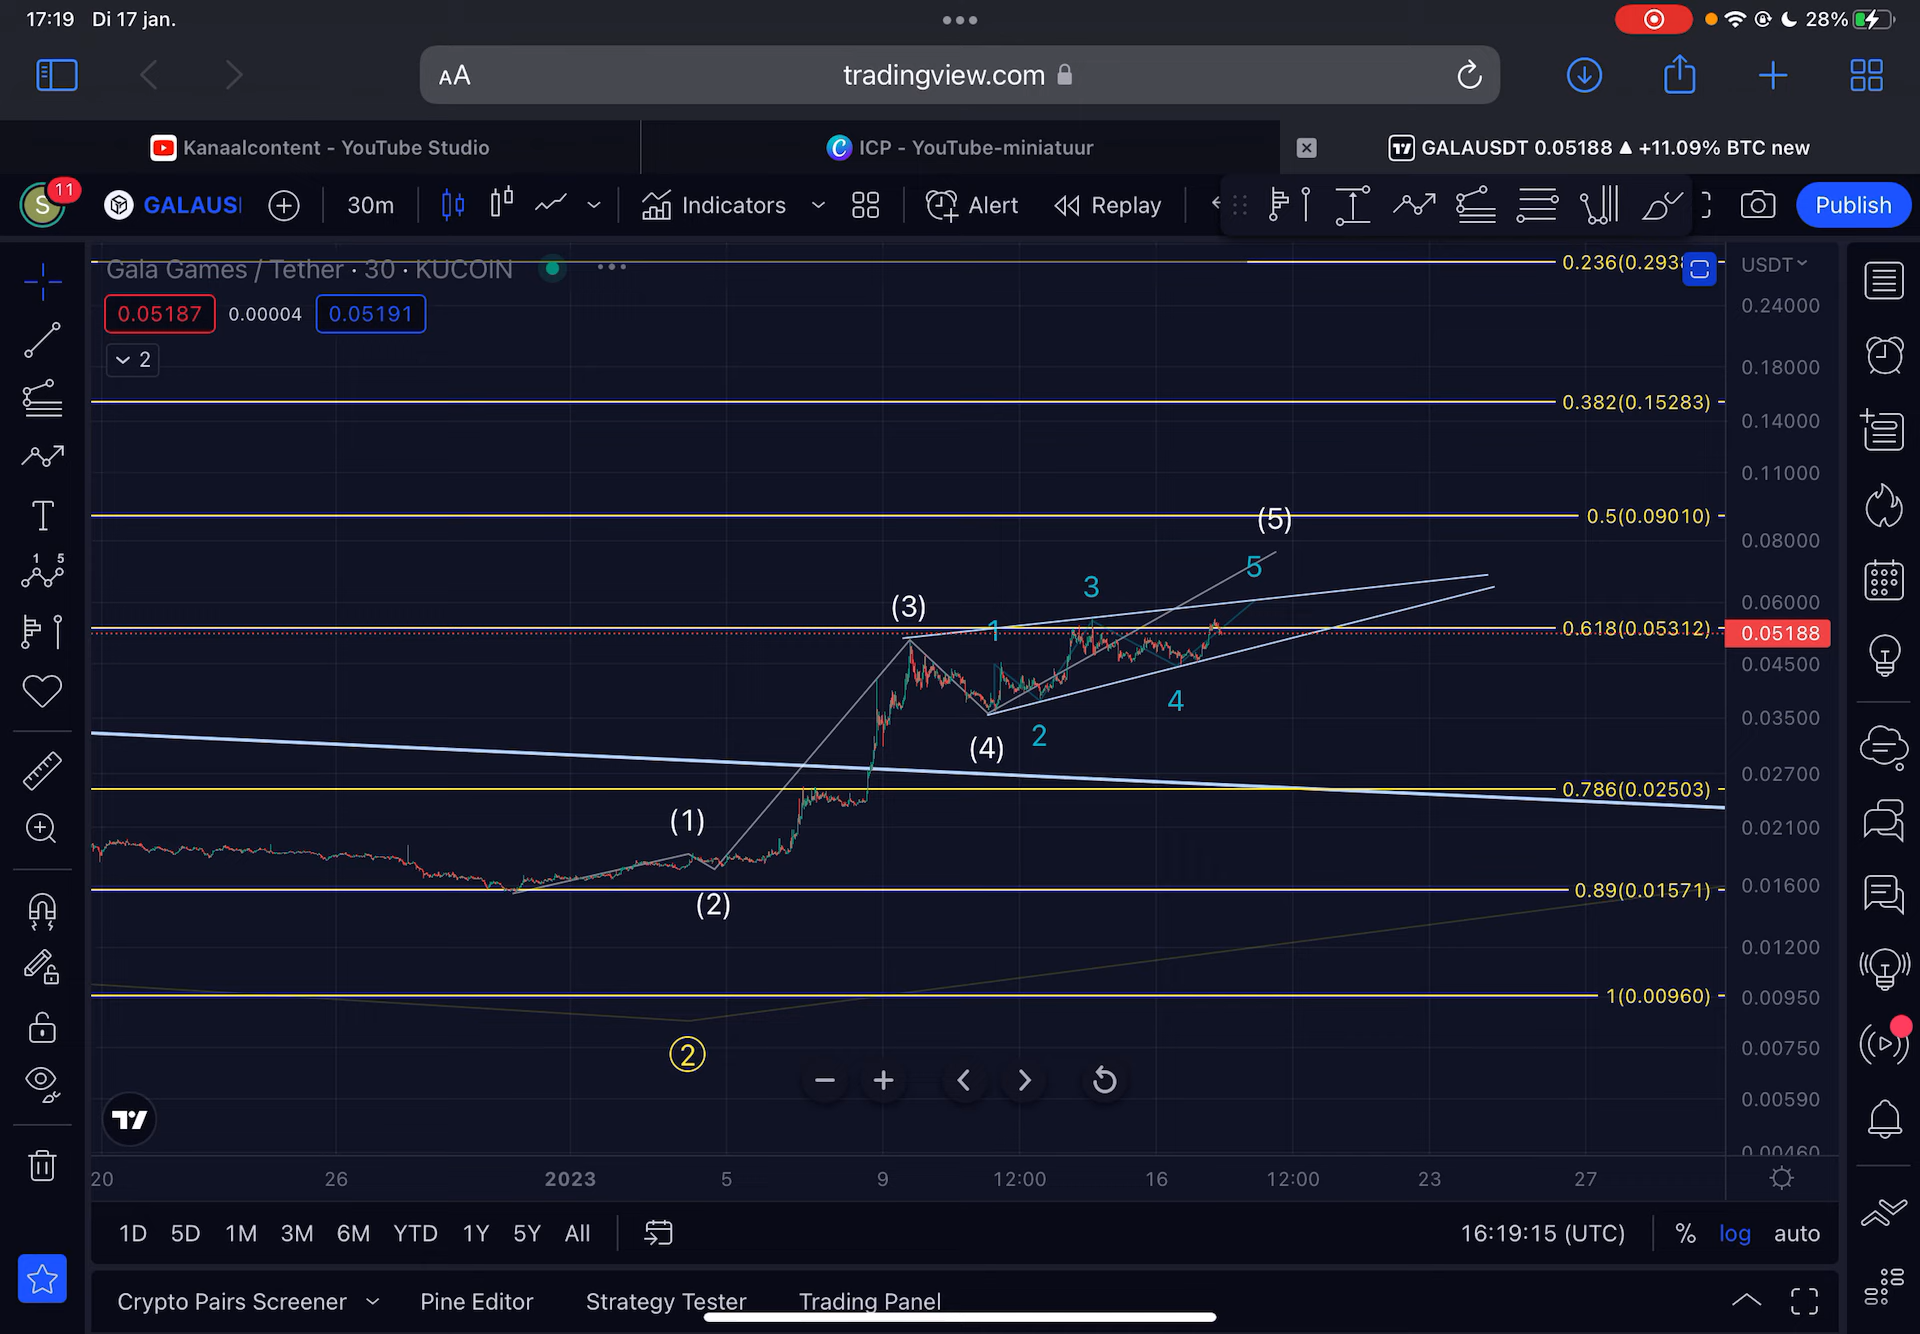 17:19 Di 17 jan.
28%
AA tradingview.com
Kanaalcontent - YouTube Studio
ICP - YouTube-miniatuur
GALAUSDT 0.05188 ▲ +11.09% BTC new
S 11 GALAUS 30m Indicators Alert Replay Publish
Gala Games / Tether · 30 · KUCOIN
0.05187 0.00004 0.05191
2
USDT
0.236(0.293
0.24000
0.18000
0.382(0.15283)
0.14000
0.11000
0.5(0.09010)
(5)
0.08000
5
3
0.06000
(3)
1
0.618(0.05312)
0.05188
0.04500
4
0.03500
2
(4)
0.02700
0.786(0.02503)
(1)
0.02100
0.01600
0.89(0.01571)
(2)
0.01200
1(0.00960)
0.00950
2
0.00750
0.00590
0.00460
20 26 2023 5 9 12:00 16 12:00 23 27
1D 5D 1M 3M 6M YTD 1Y 5Y All
16:19:15 (UTC) % log auto
Crypto Pairs Screener Pine Editor Strategy Tester Trading Panel